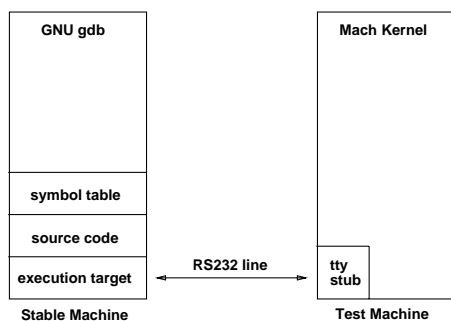 GNU gdb
Mach Kernel
symbol table
source code
execution target
RS232 line
tty
stub
Stable Machine
Test Machine